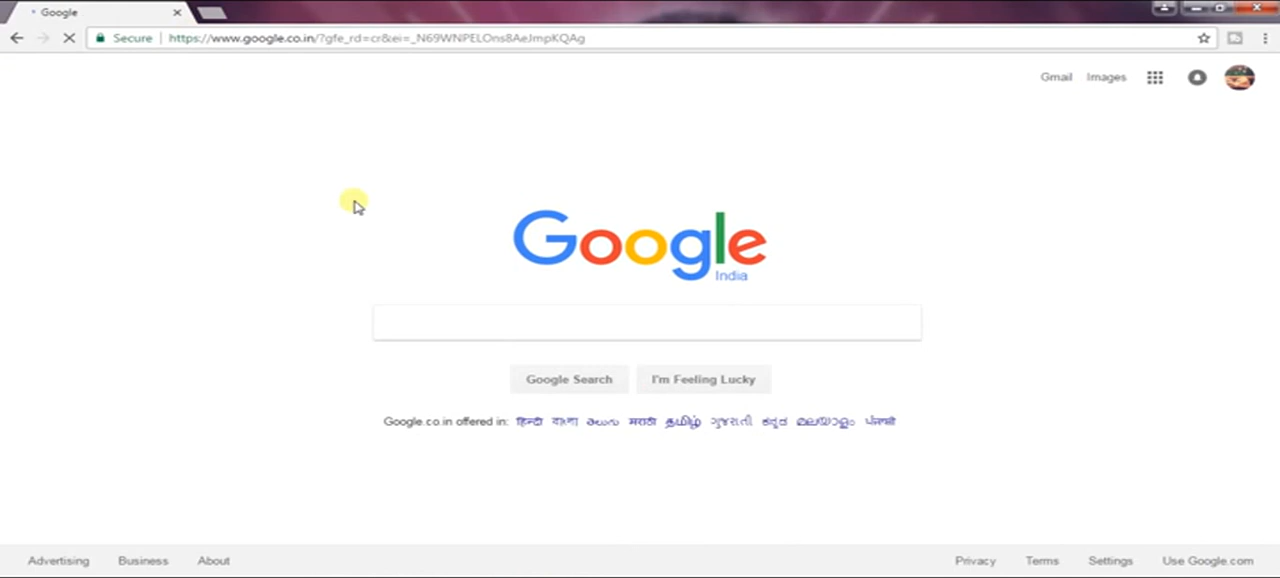 Google
Secure https://www.google.co.in/?gfe_rd=cr&ei=_N69WNPELOns8AeJmpKQAg
Gmail Images
Google
India
Google Search I'm Feeling Lucky
Google.co.in offered in: हिन्दी বাংলা తెలుగు मराठी தமிழ் ગુજરાતી ಕನ್ನಡ മലയാളം ਪੰਜਾਬੀ
Advertising Business About Privacy Terms Settings Use Google.com